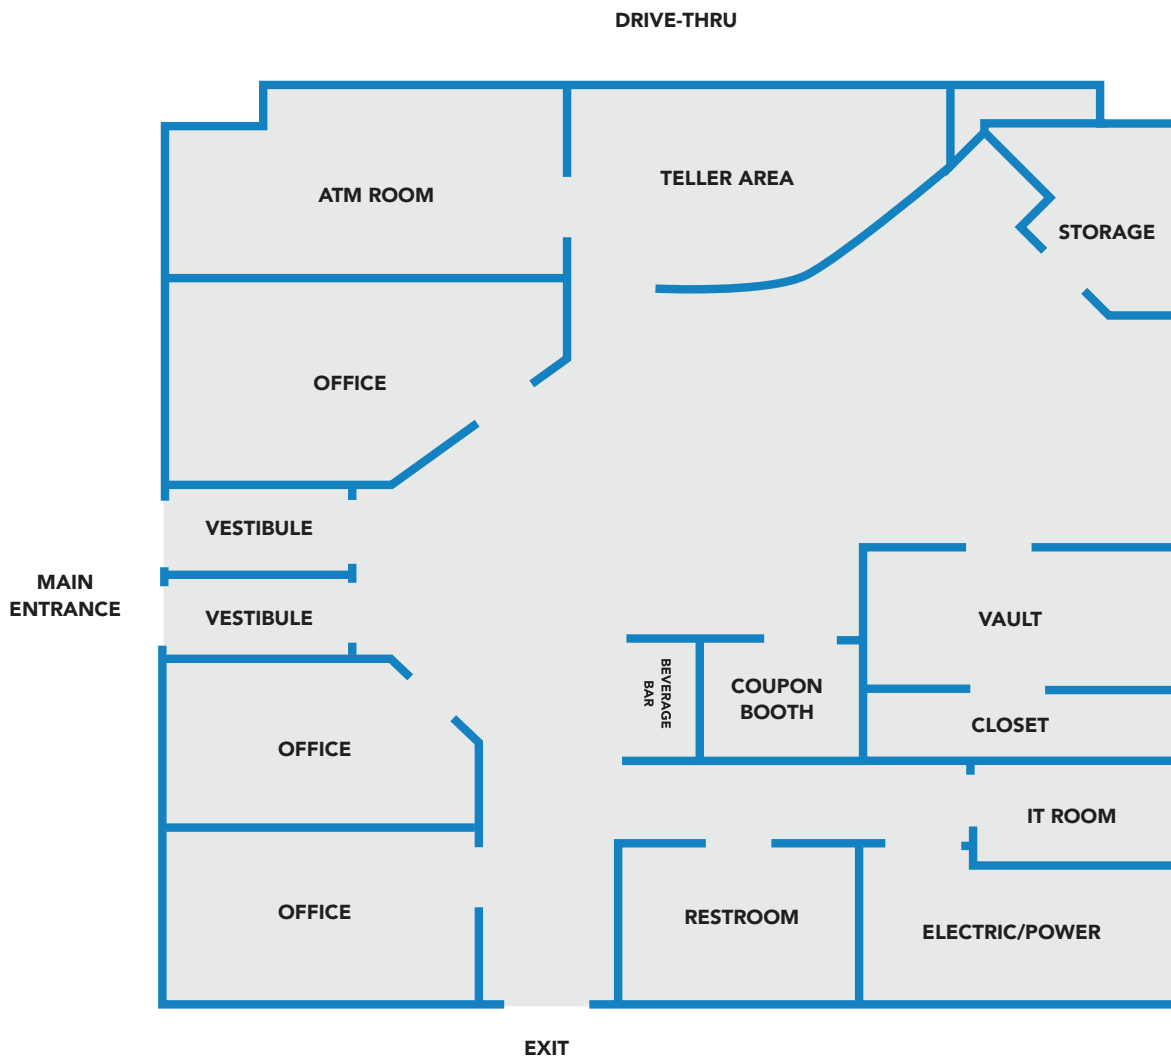 DRIVE-THRU
ATM ROOM
TELLER AREA
STORAGE
OFFICE
VESTIBULE
MAIN
ENTRANCE
VESTIBULE
VAULT
BEVERAGE
BAR
COUPON
BOOTH
CLOSET
OFFICE
IT ROOM
OFFICE
RESTROOM
ELECTRIC/POWER
EXIT